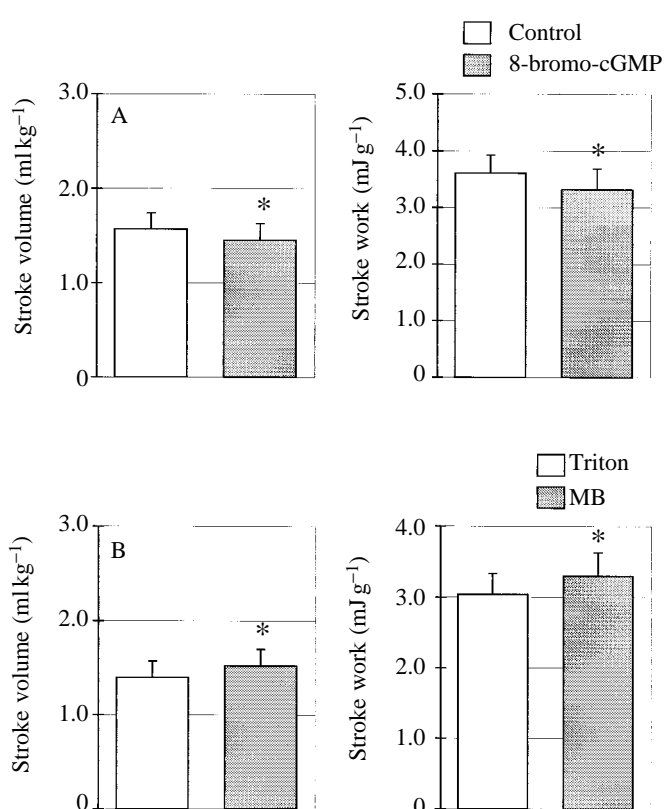 Control
8-bromo-cGMP
3.0
2.0
1.0
0
Stroke volume (ml kg−1)
A
*
5.0
4.0
3.0
2.0
1.0
0
Stroke work (mJ g−1)
*
Triton
MB
3.0
2.0
1.0
0
Stroke volume (ml kg−1)
B
*
4.0
3.0
2.0
1.0
0
Stroke work (mJ g−1)
*